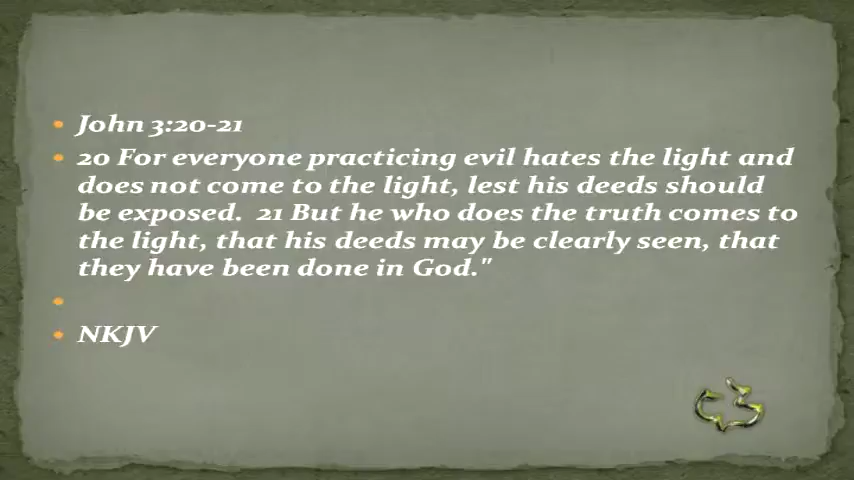 John 3:20-21
20 For everyone practicing evil hates the light and
does not come to the light, lest his deeds should
be exposed.  21 But he who does the truth comes to
the light, that his deeds may be clearly seen, that
they have been done in God."
NKJV